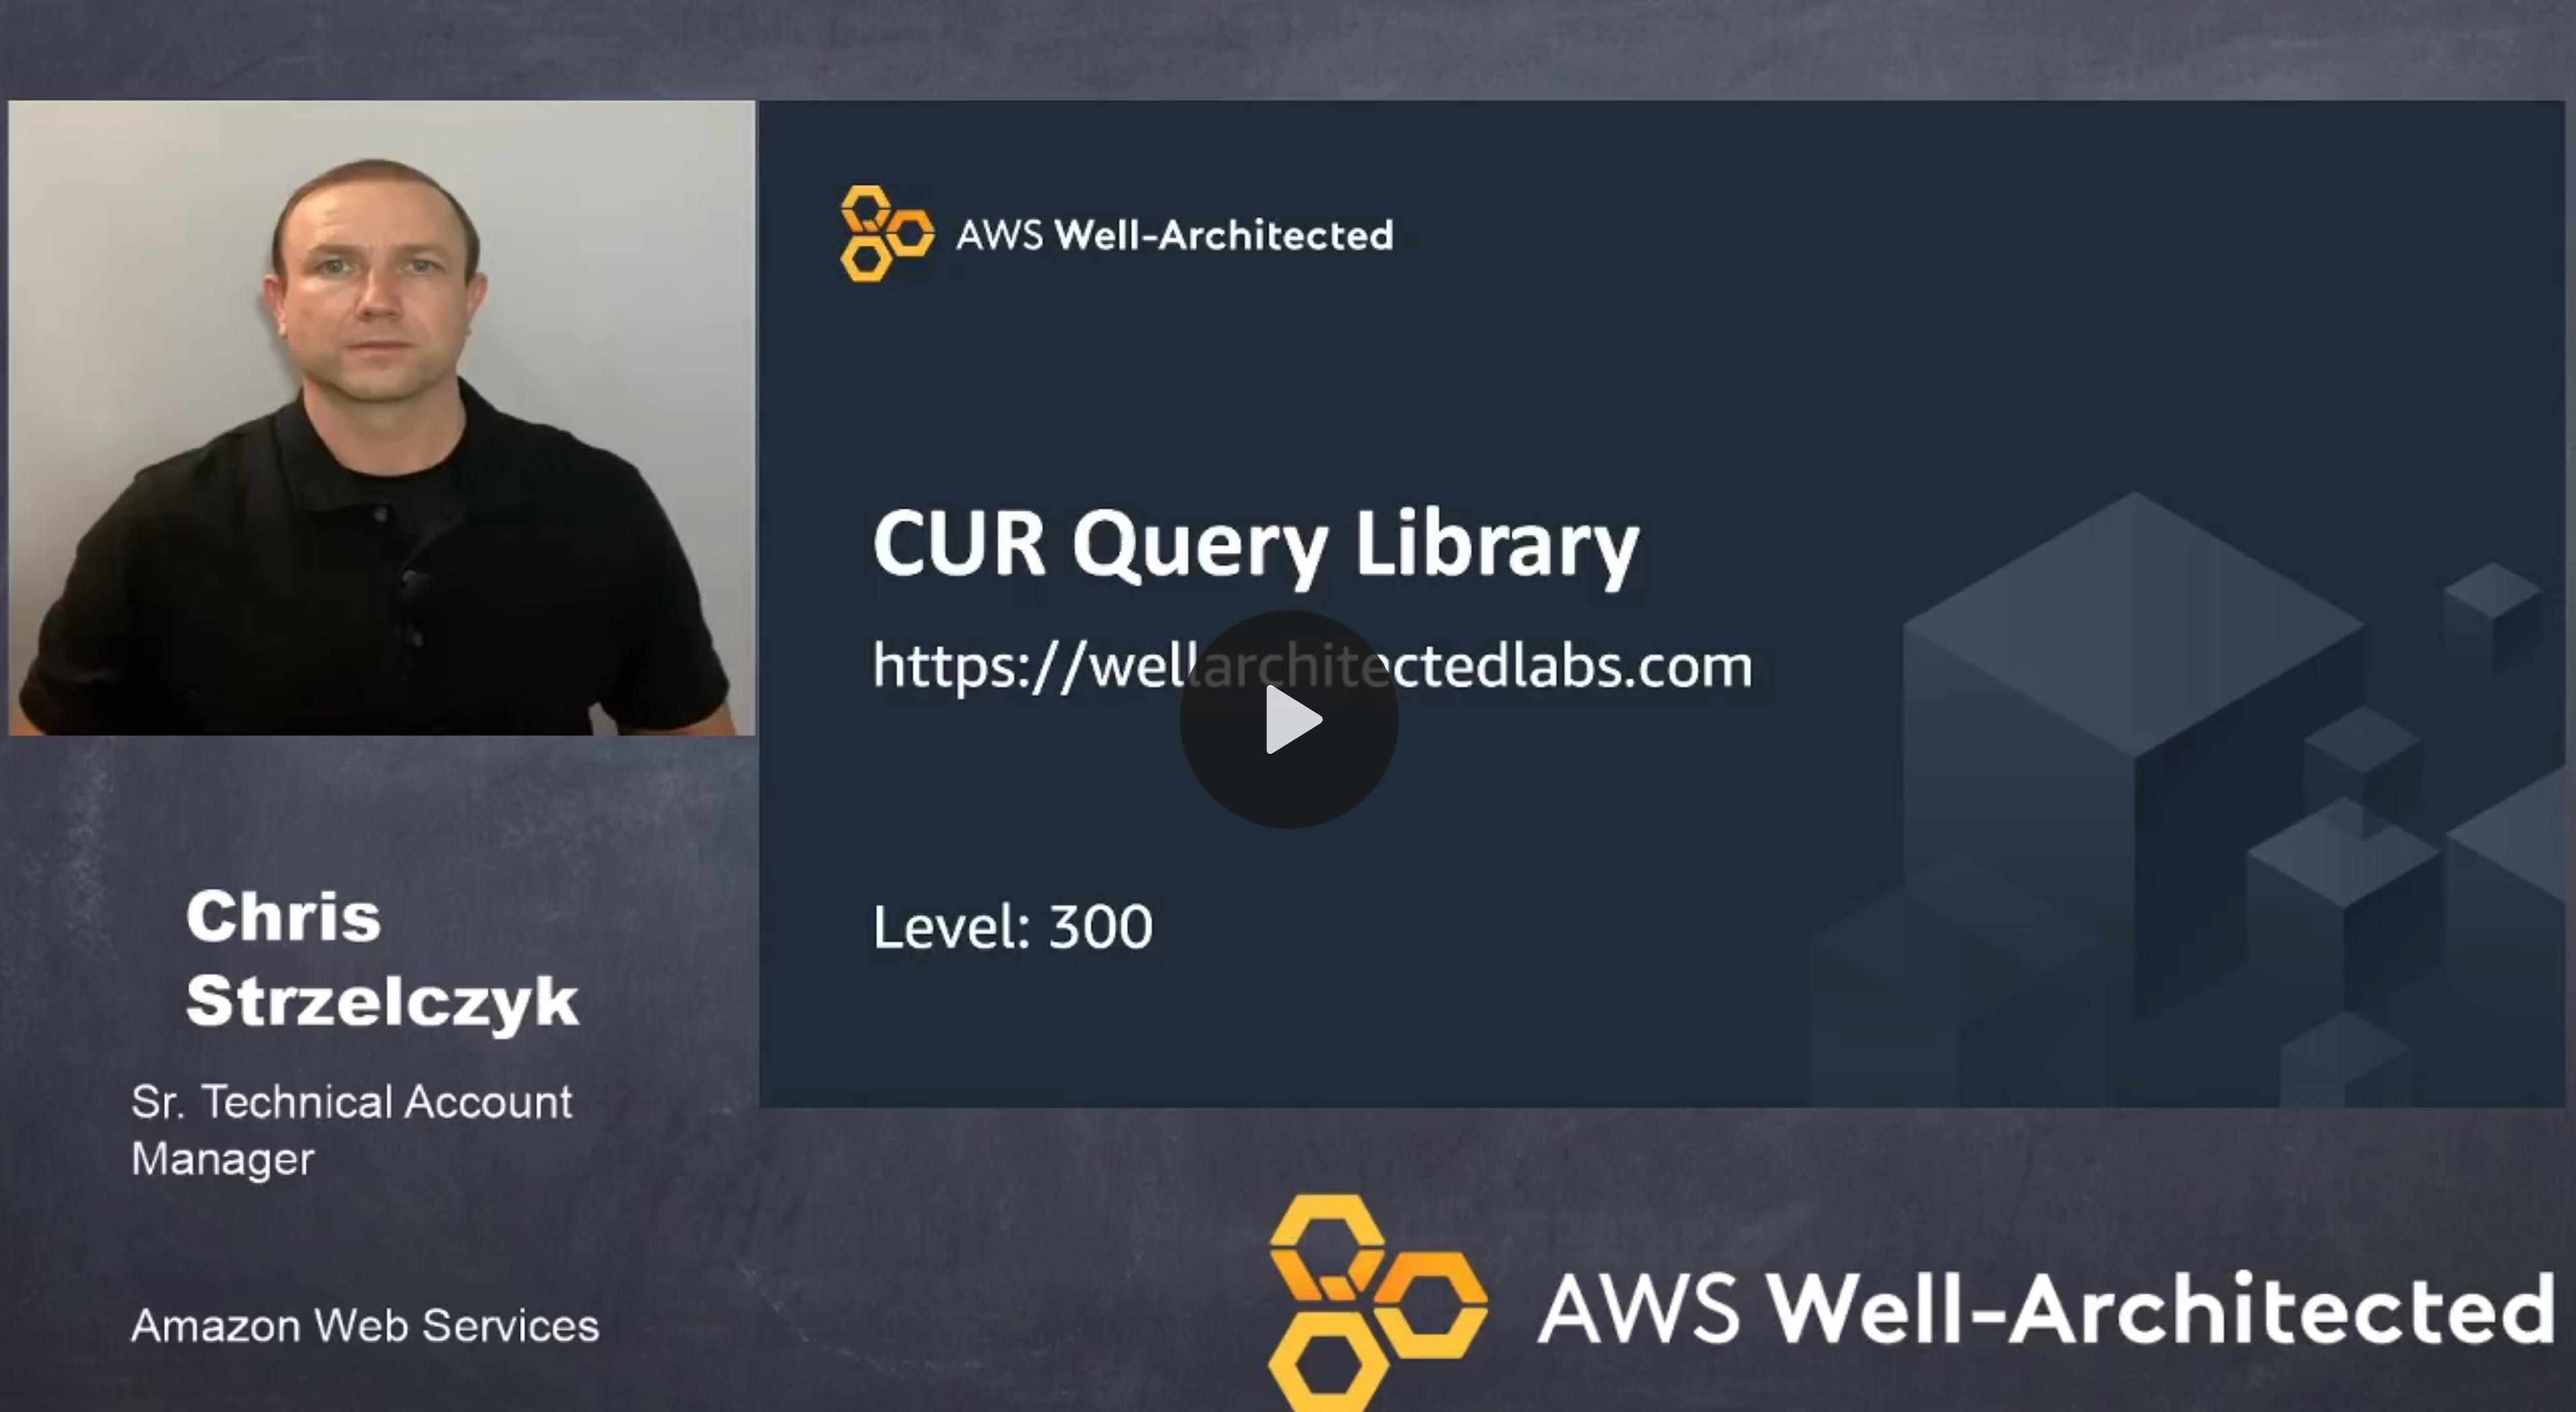 AWS Well-Architected
CUR Query Library
https://wellarchitectedlabs.com
Level: 300
Chris
Strzelczyk
Sr. Technical Account
Manager
Amazon Web Services
AWS Well-Architected